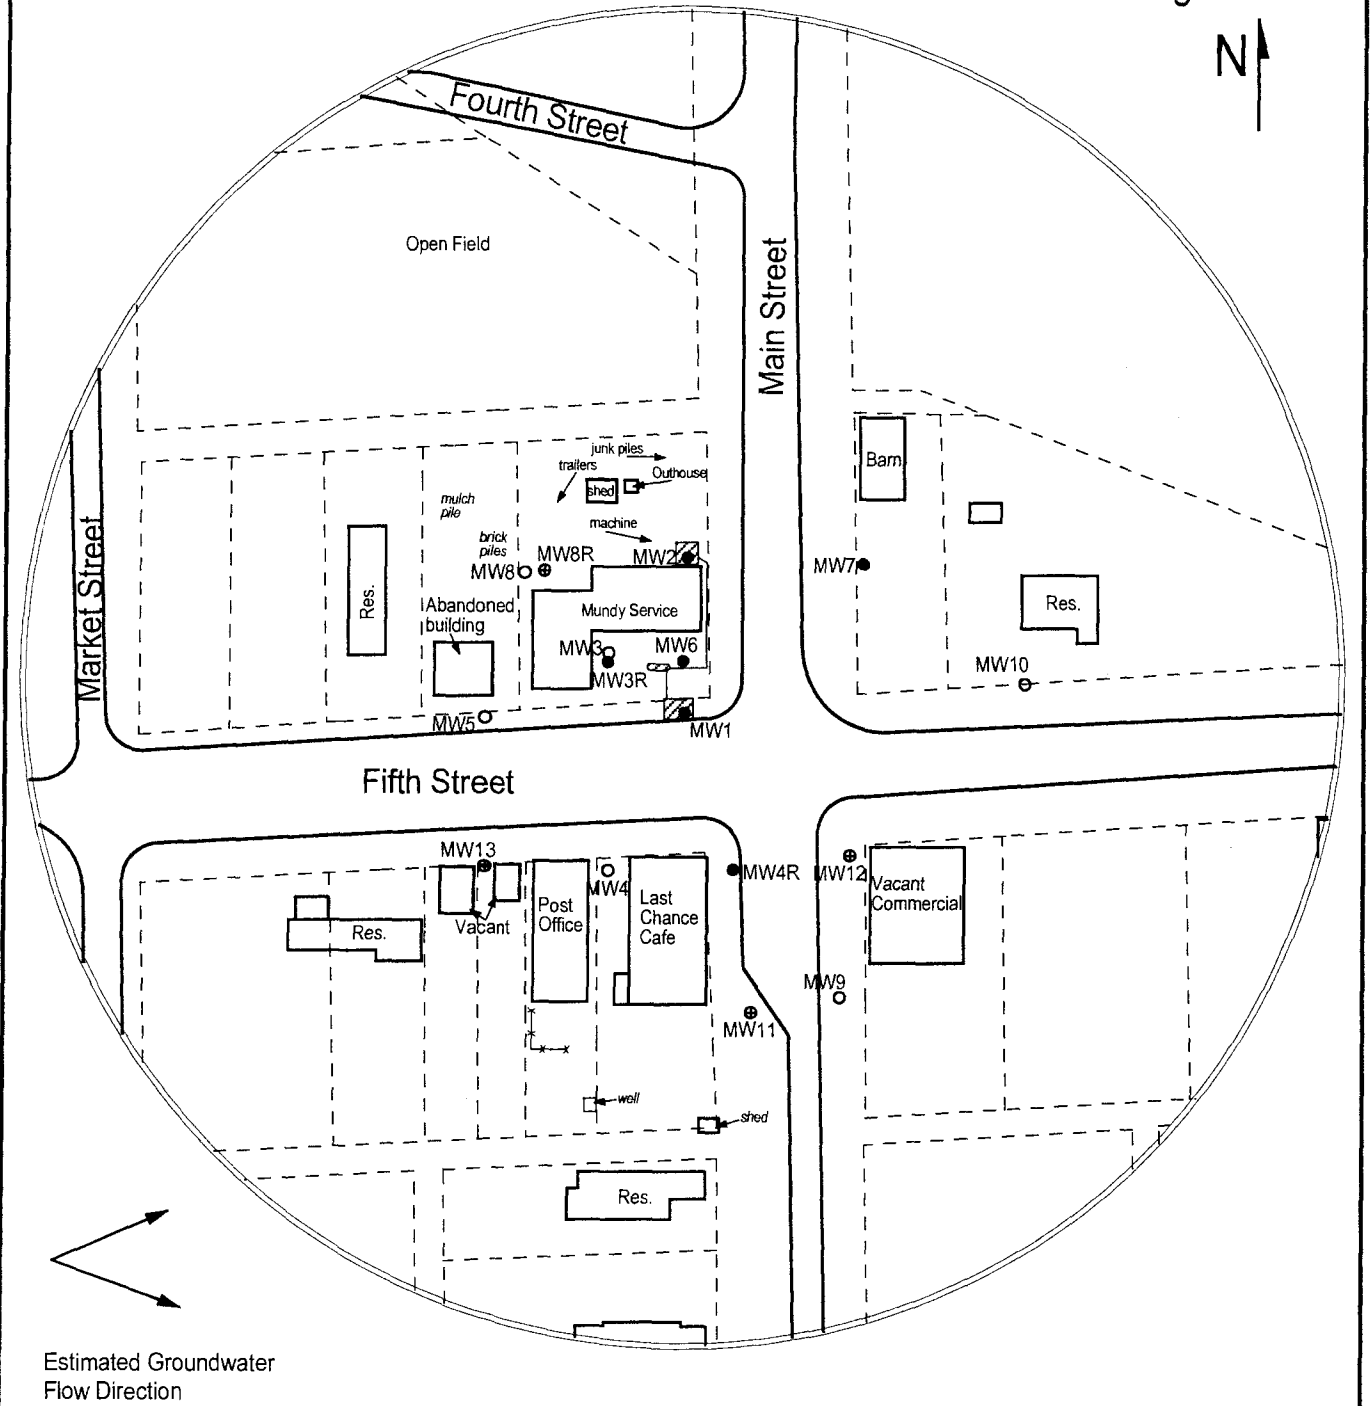 N
Fourth Street
Open Field
Main Street
junk piles
trailers
Outhouse
shed
Barn
mulch
pile
machine
brick
piles
MW8R
MW2
MW7
MW8
Market Street
Res.
Abandoned
building
Mundy Service
Res.
MW3
MW6
MW10
MW3R
MW5
MW1
Fifth Street
MW13
MW4
MW4R
MW12
Vacant
Commercial
Post
Office
Last
Chance
Cafe
Res.
Vacant
MW9
MW11
well
shed
Res.
Estimated Groundwater
Flow Direction